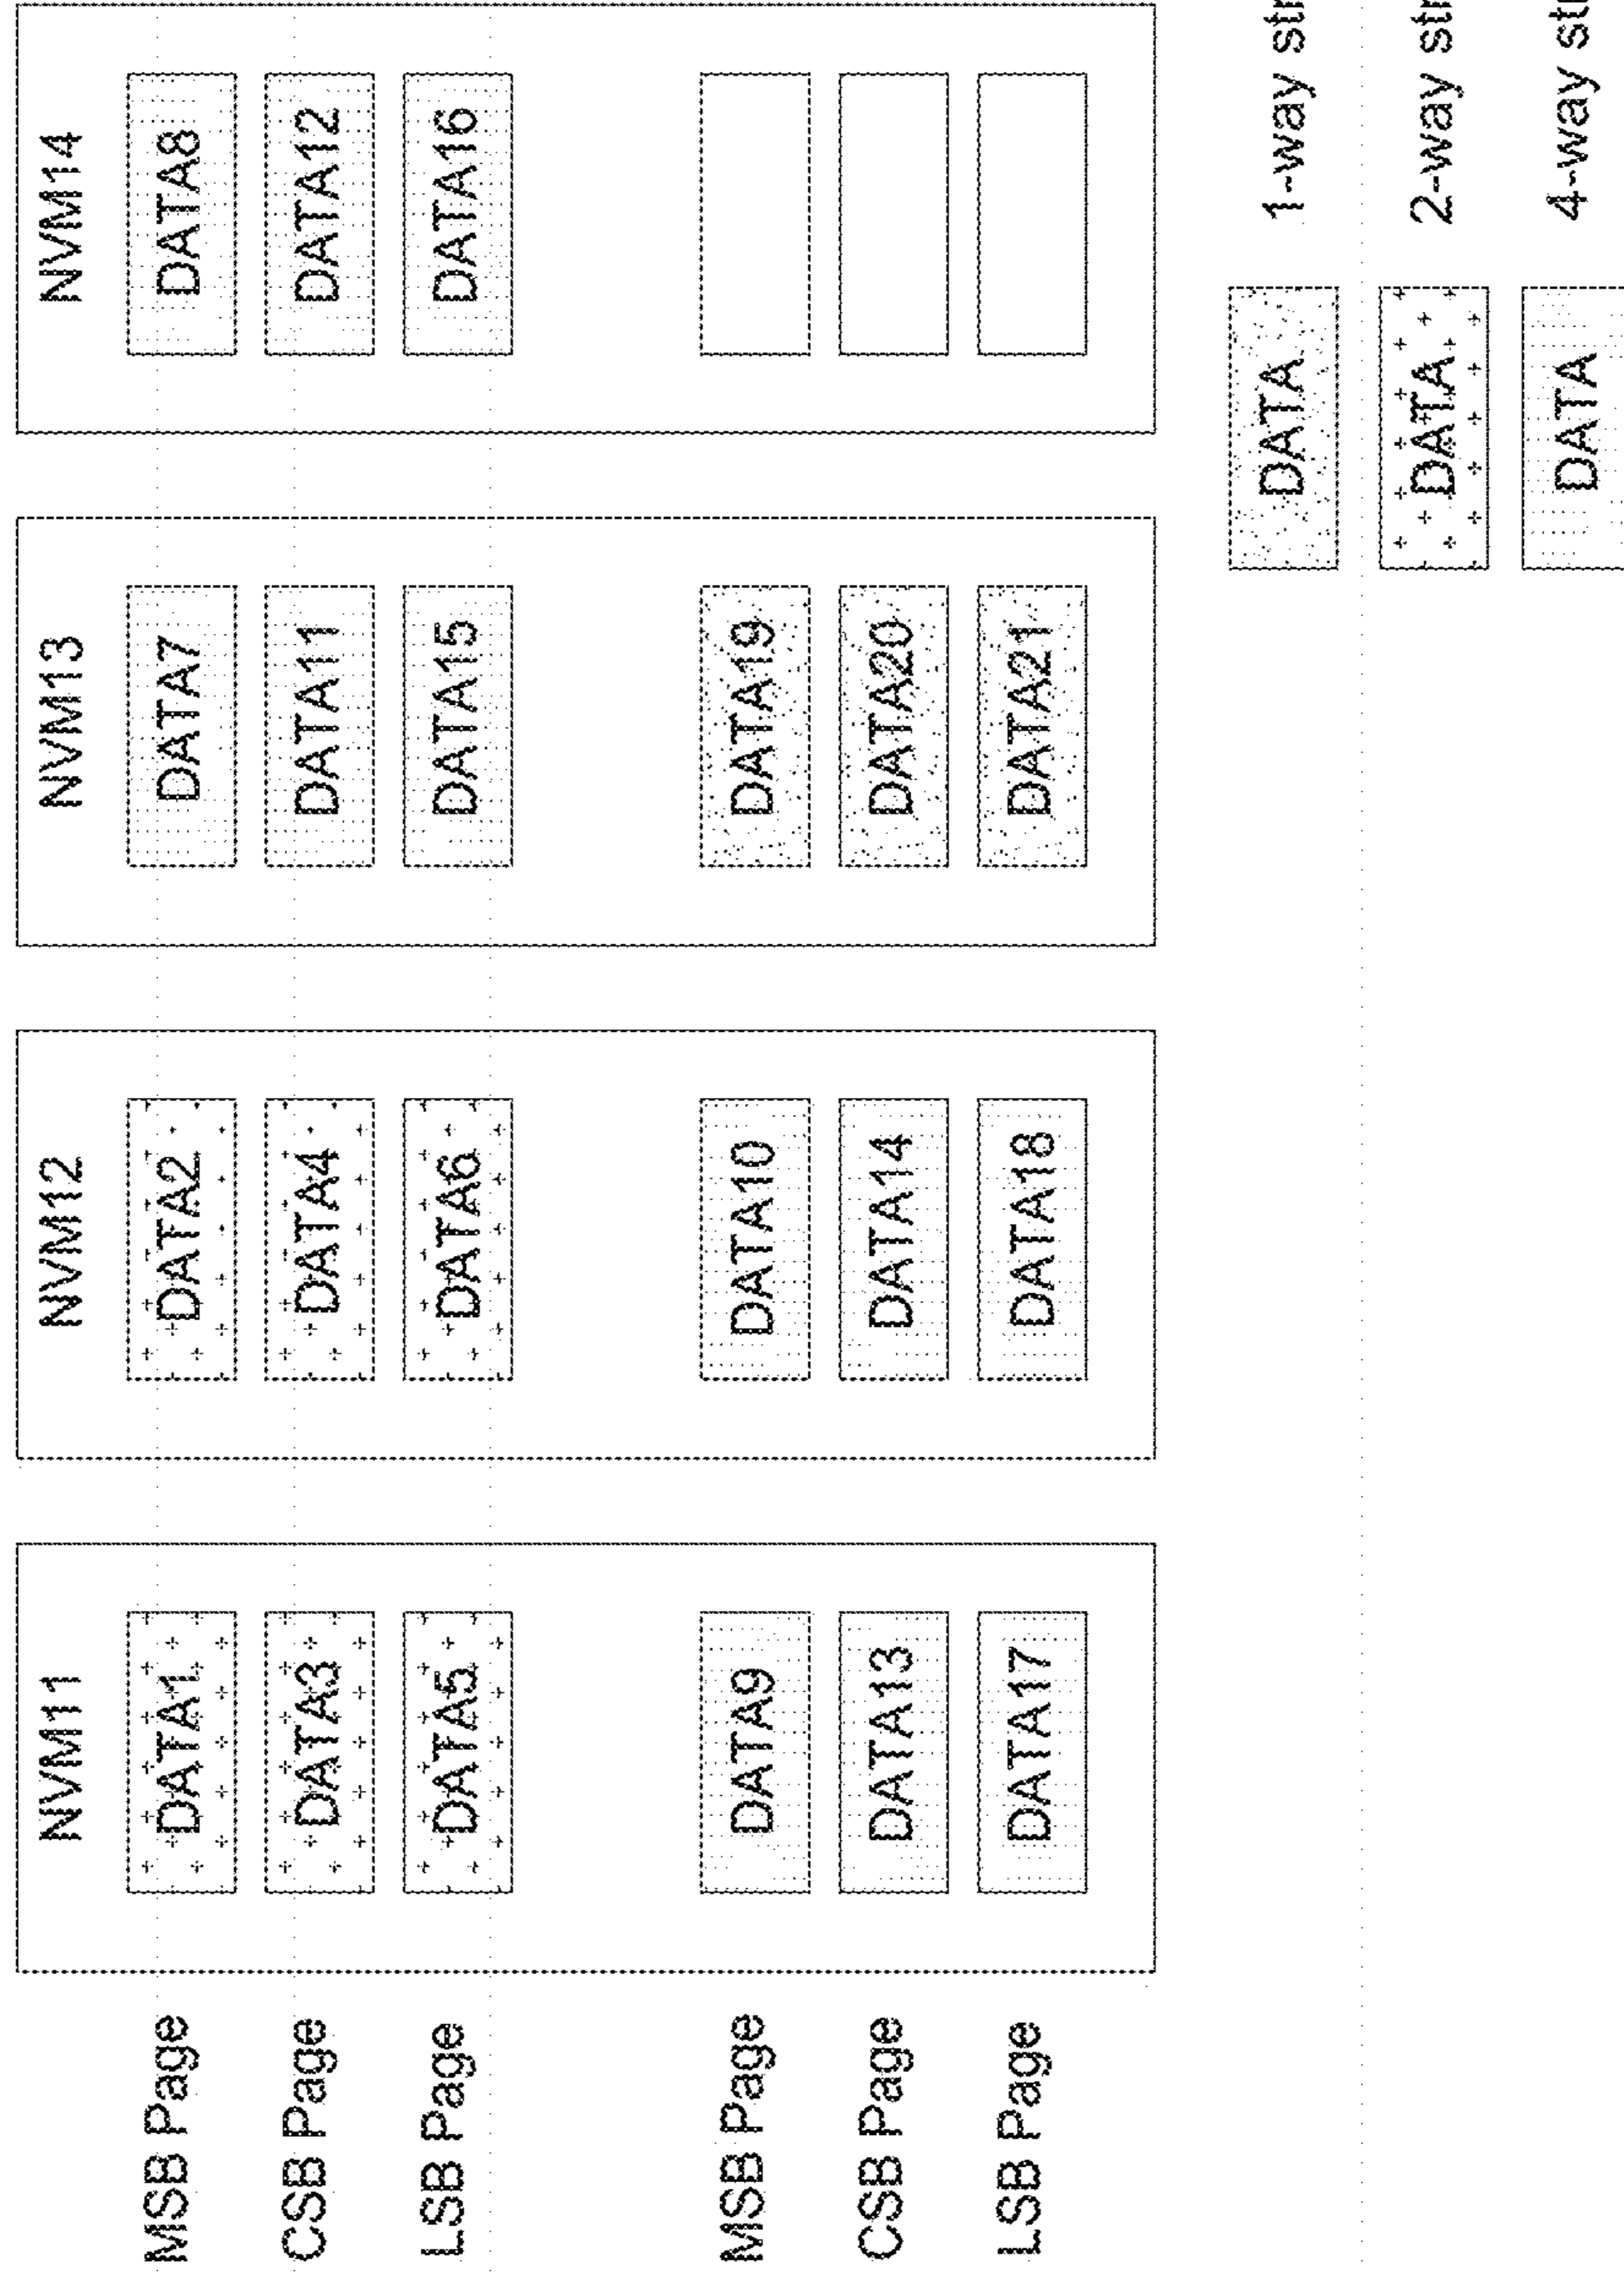 NVM11 NVM12 NVM13 NVM14
MSB Page DATA1 DATA2 DATA7 DATA8
CSB Page DATA3 DATA4 DATA11 DATA12
LSB Page DATA5 DATA6 DATA15 DATA16
MSB Page DATA9 DATA10 DATA19
CSB Page DATA13 DATA14 DATA20
LSB Page DATA17 DATA18 DATA21
DATA 1-way
DATA 2-way
DATA 4-way